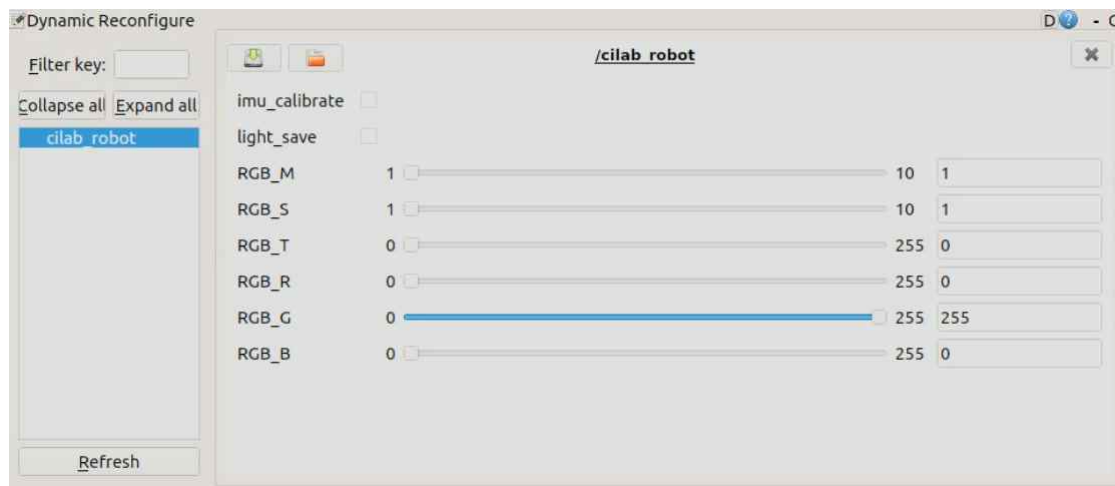 Dynamic Reconfigure D
Filter key:
Collapse all Expand all
cilab_robot
Refresh
/cilab_robot
imu_calibrate
light_save
RGB_M 1 10 1
RGB_S 1 10 1
RGB_T 0 255 0
RGB_R 0 255 0
RGB_G 0 255 255
RGB_B 0 255 0